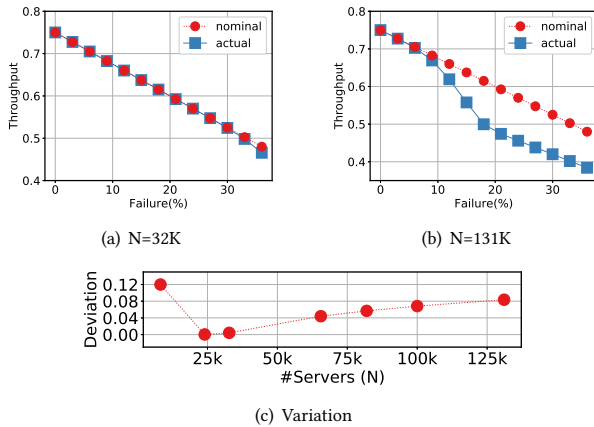 0.8
0.7
0.6
0.5
0.4
Throughput
0 10 20 30
Failure(%)
nominal
actual
(a) N=32K
0.8
0.7
0.6
0.5
0.4
Throughput
0 10 20 30
Failure(%)
nominal
actual
(b) N=131K
0.12
0.08
0.04
0.00
Deviation
25k 50k 75k 100k 125k
#Servers (N)
(c) Variation